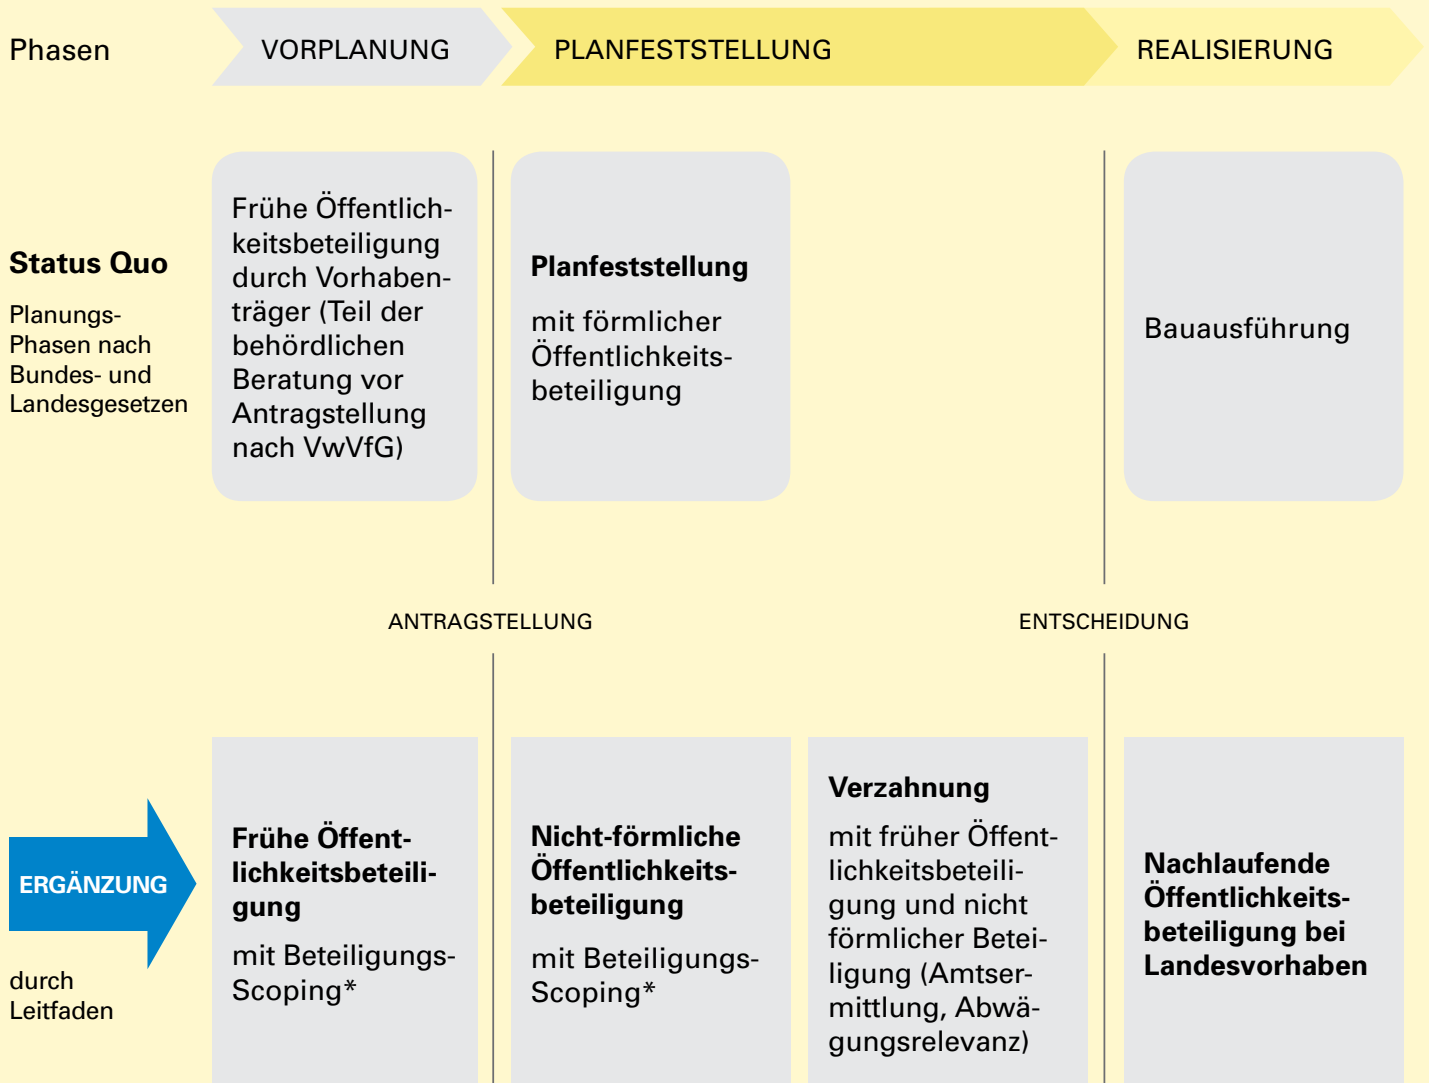 Phasen
VORPLANUNG
PLANFESTSTELLUNG
REALISIERUNG
Status Quo
Planungs-
Phasen nach
Bundes- und
Landesgesetzen
Frühe Öffentlich-
keitsbeteiligung
durch Vorhaben-
träger (Teil der
behördlichen
Beratung vor
Antragstellung
nach VwVfG)
Planfeststellung
mit förmlicher
Öffentlichkeits-
beteiligung
Bauausführung
ANTRAGSTELLUNG
ENTSCHEIDUNG
ERGÄNZUNG
durch
Leitfaden
Frühe Öffent-
lichkeitsbeteili-
gung
mit Beteiligungs-
Scoping*
Nicht-förmliche
Öffentlichkeits-
beteiligung
mit Beteiligungs-
Scoping*
Verzahnung
mit früher Öffent-
lichkeitsbeteili-
gung und nicht
förmlicher Betei-
ligung (Amtser-
mittlung, Abwä-
gungsrelevanz)
Nachlaufende
Öffentlichkeits-
beteiligung bei
Landesvorhaben